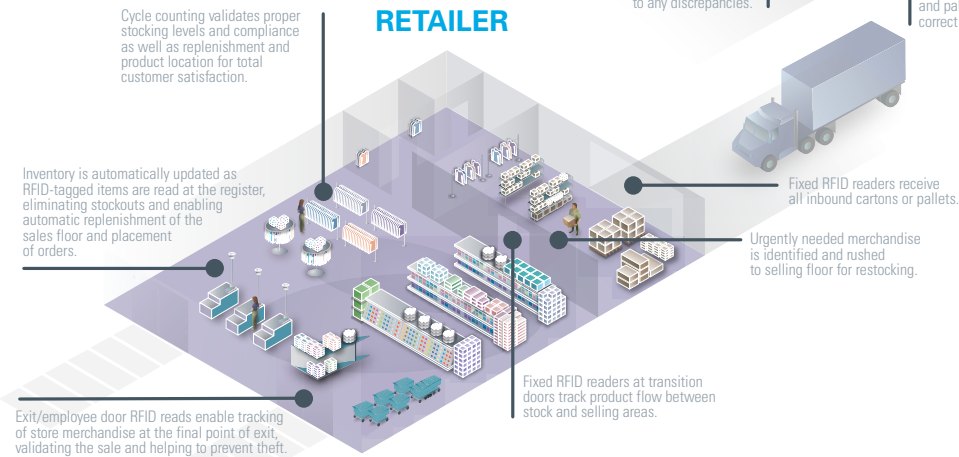 to any discrepancies.
and pa
correct
Cycle counting validates proper
stocking levels and compliance
as well as replenishment and
product location for total
customer satisfaction.
RETAILER
Inventory is automatically updated as
RFID-tagged items are read at the register,
eliminating stockouts and enabling
automatic replenishment of the
sales floor and placement
of orders.
Fixed RFID readers receive
all inbound cartons or pallets.
Urgently needed merchandise
is identified and rushed
to selling floor for restocking.
Fixed RFID readers at transition
doors track product flow between
stock and selling areas.
Exit/employee door RFID reads enable tracking
of store merchandise at the final point of exit,
validating the sale and helping to prevent theft.